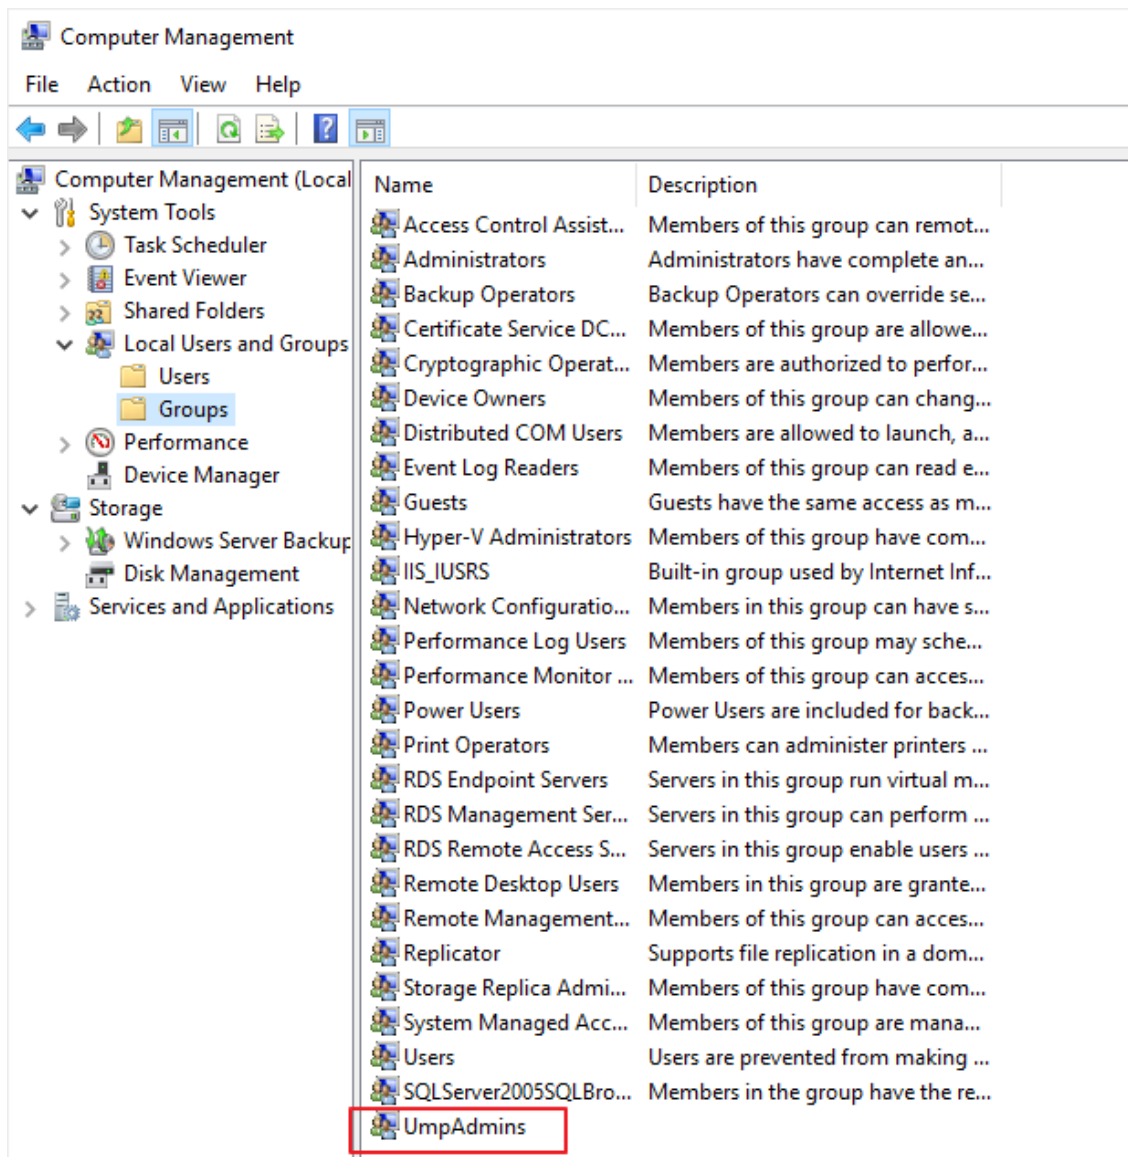 Computer Management
File Action View Help
Computer Management (Local
System Tools
Task Scheduler
Event Viewer
Shared Folders
Local Users and Groups
Users
Groups
Performance
Device Manager
Storage
Windows Server Backup
Disk Management
Services and Applications
Name Description
Access Control Assist... Members of this group can remot...
Administrators Administrators have complete an...
Backup Operators Backup Operators can override se...
Certificate Service DC... Members of this group are allowe...
Cryptographic Operat... Members are authorized to perfor...
Device Owners Members of this group can chang...
Distributed COM Users Members are allowed to launch, a...
Event Log Readers Members of this group can read e...
Guests Guests have the same access as m...
Hyper-V Administrators Members of this group have com...
IIS_IUSRS Built-in group used by Internet Inf...
Network Configuratio... Members in this group can have s...
Performance Log Users Members of this group may sche...
Performance Monitor ... Members of this group can acces...
Power Users Power Users are included for back...
Print Operators Members can administer printers ...
RDS Endpoint Servers Servers in this group run virtual m...
RDS Management Ser... Servers in this group can perform ...
RDS Remote Access S... Servers in this group enable users ...
Remote Desktop Users Members in this group are grante...
Remote Management... Members of this group can acces...
Replicator Supports file replication in a dom...
Storage Replica Admi... Members of this group have com...
System Managed Acc... Members of this group are mana...
Users Users are prevented from making ...
SQLServer2005SQLBro... Members in the group have the re...
UmpAdmins